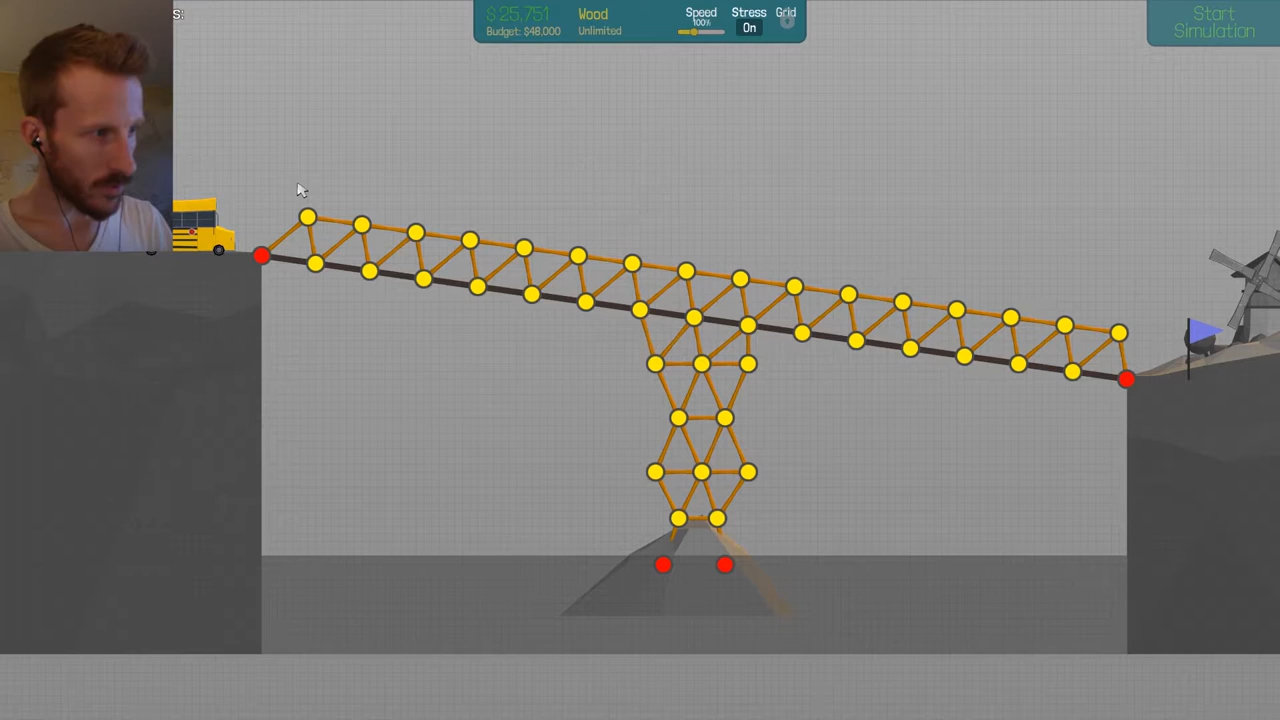 s:
$ 25,751
Budget: $48,000
Wood
Unlimited
Speed
100%
Stress
On
Grid
Start
Simulation